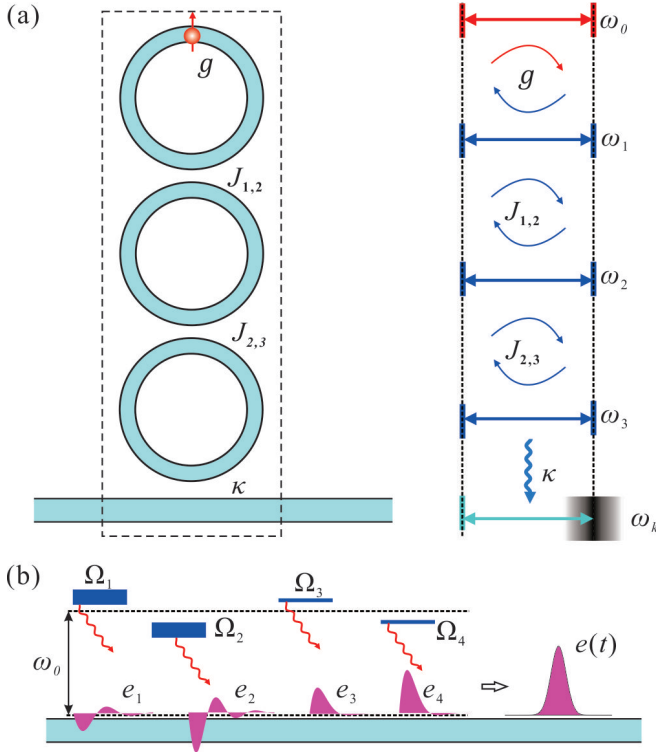 (a)
g
J₁,₂
J₂,₃
κ
ω₀
g
ω₁
J₁,₂
ω₂
J₂,₃
ω₃
κ
ωₖ
(b)
Ω₁
Ω₂
Ω₃
Ω₄
ω₀
e₁
e₂
e₃
e₄
e(t)